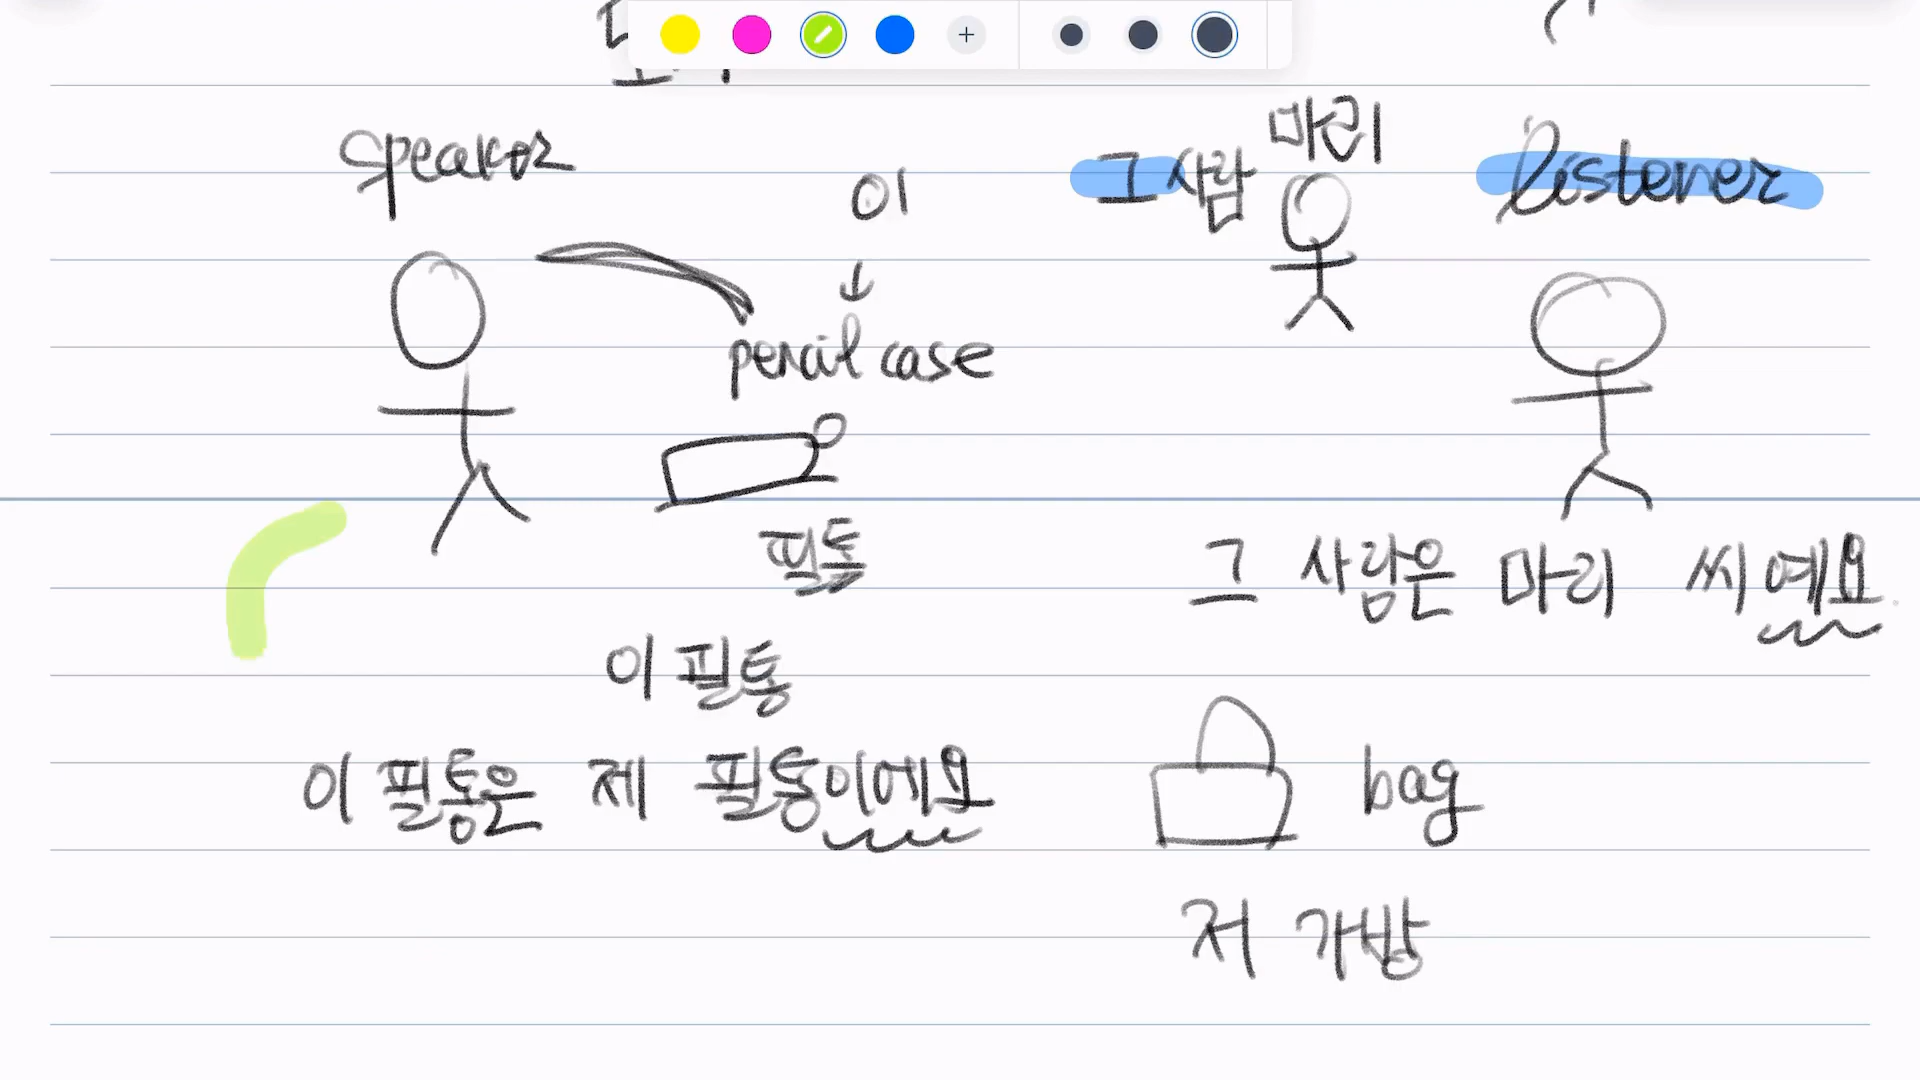 마리
speaker
이
그 사람
listener
↓
pencil case
필통
그 사람은 마리 씨예요.
이 필통
이 필통은 제 필통이에요
bag
저 가방